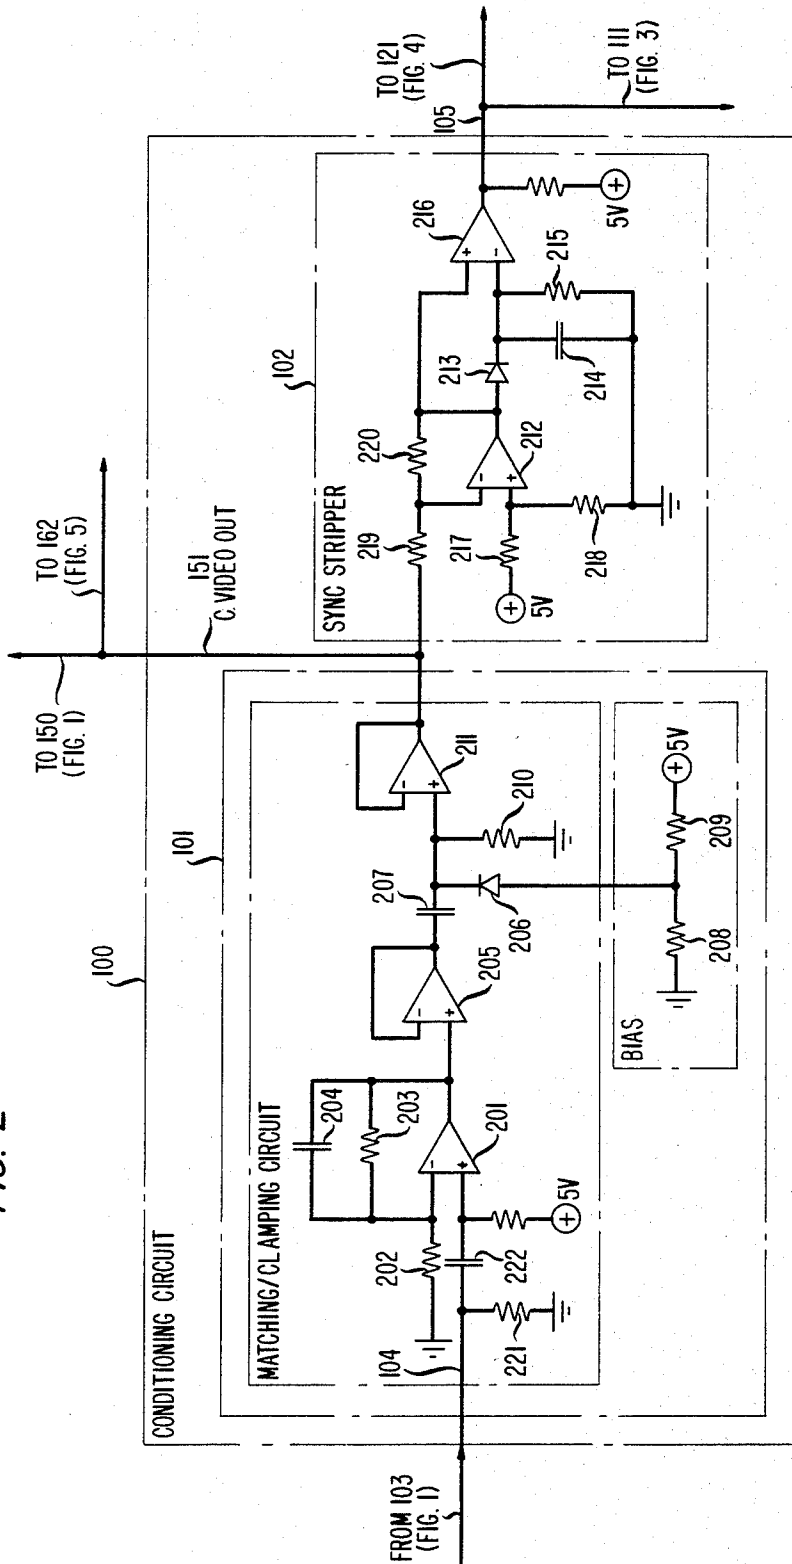 FIG. 2
CONDITIONING CIRCUIT
100
101
MATCHING/CLAMPING CIRCUIT
FROM 103
(FIG. 1)
104
221
222
202
5V
201
203
204
205
207
206
210
211
BIAS
208
209
5V
TO 150
(FIG. 1)
151
C. VIDEO OUT
TO 162
(FIG. 5)
102
SYNC STRIPPER
219
220
217
5V
218
212
213
214
215
216
5V
105
TO 121
(FIG. 4)
TO 111
(FIG. 3)